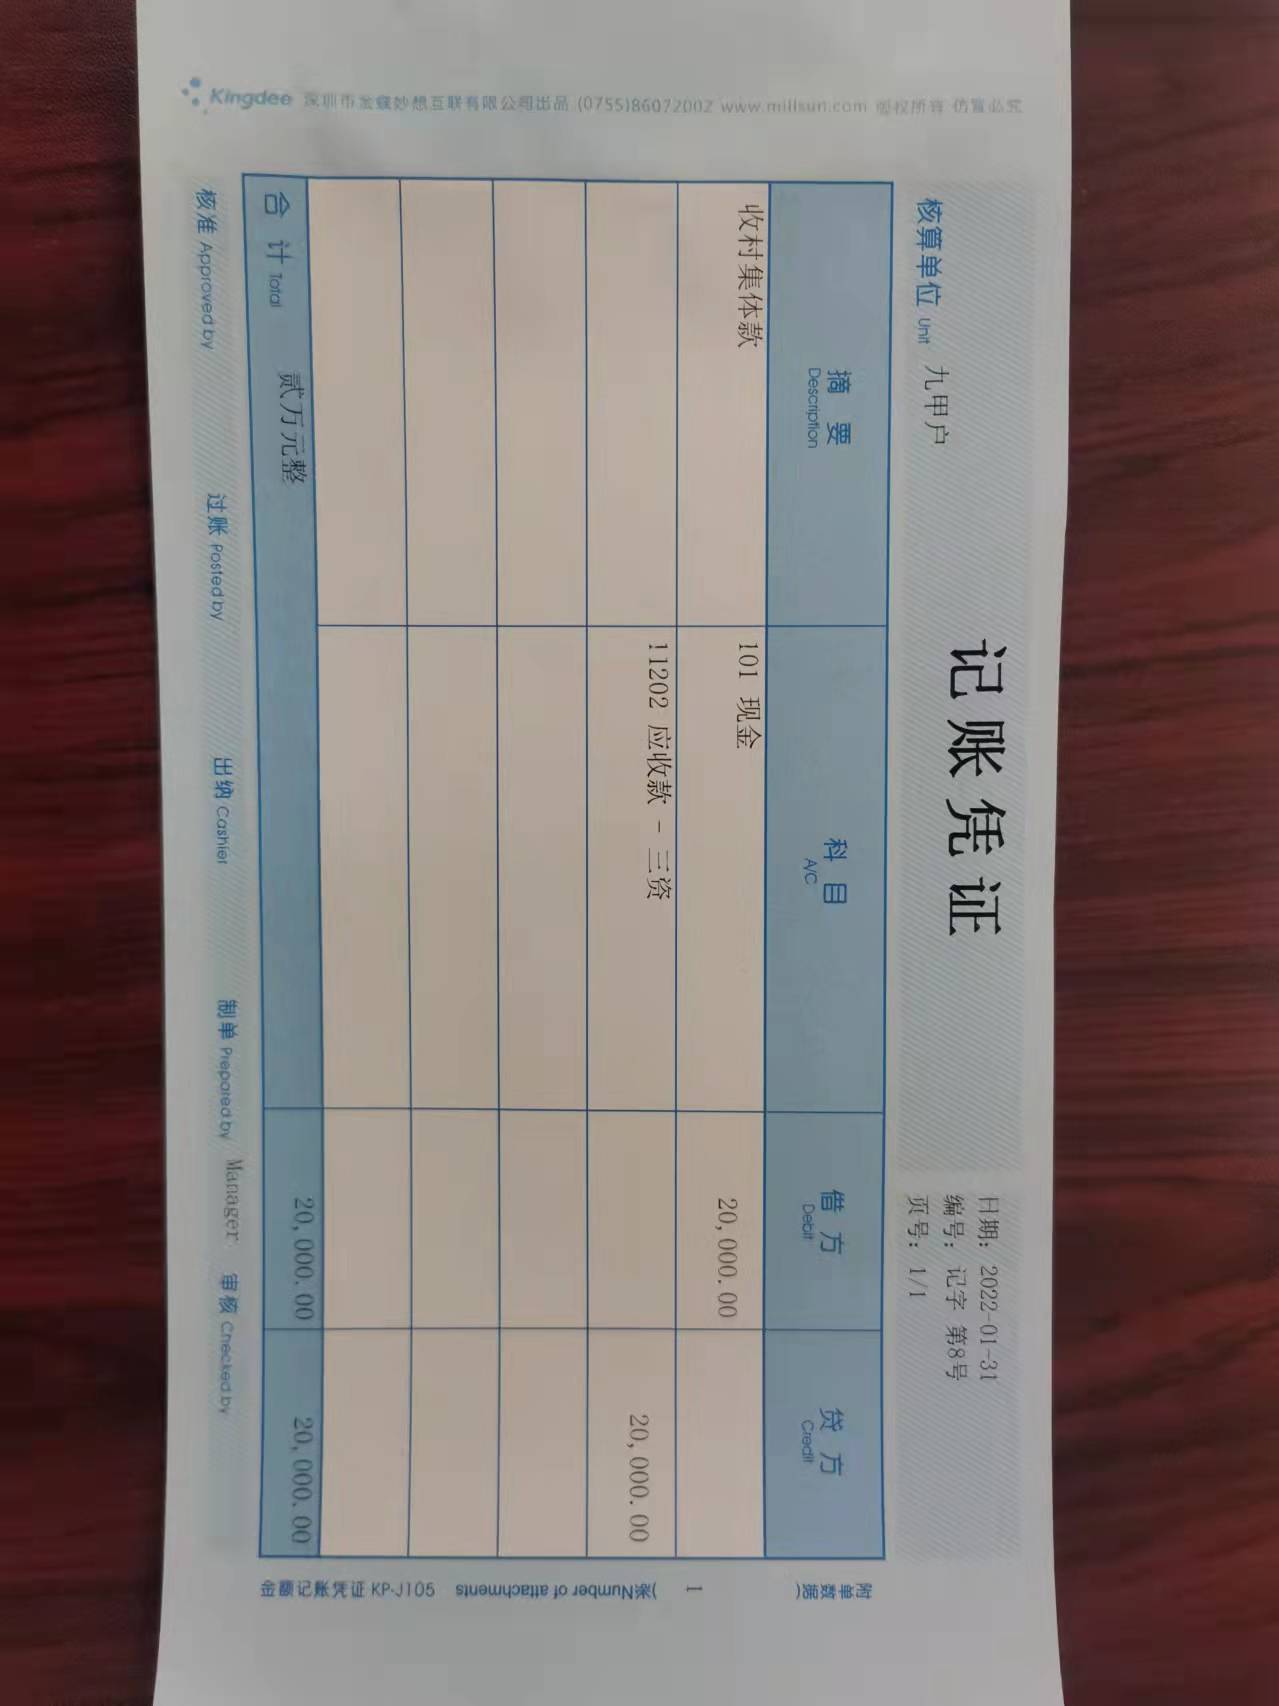 记账凭证
日期: 2022-01-31
编号: 记字 第8号
核算单位 Unit 九甲户
页号: 1/1
摘要 科目 借方 贷方
Description A/C Debit Credit
收村集体款 101 现金 20,000.00
11202 应收款 - 三资 20,000.00
合计 Total 贰万元整 20,000.00 20,000.00
核准 Approved by 过账 Posted by 出纳 Cashier 制单 Prepared by Manager 审核 Checked by
附单据数( 1 )张(Number of attachments
金额记账凭证 KP-J105
Kingdee 深圳市金蝶妙想互联有限公司出品 (0755)86072002 www.millsun.com 版权所有 仿冒必究